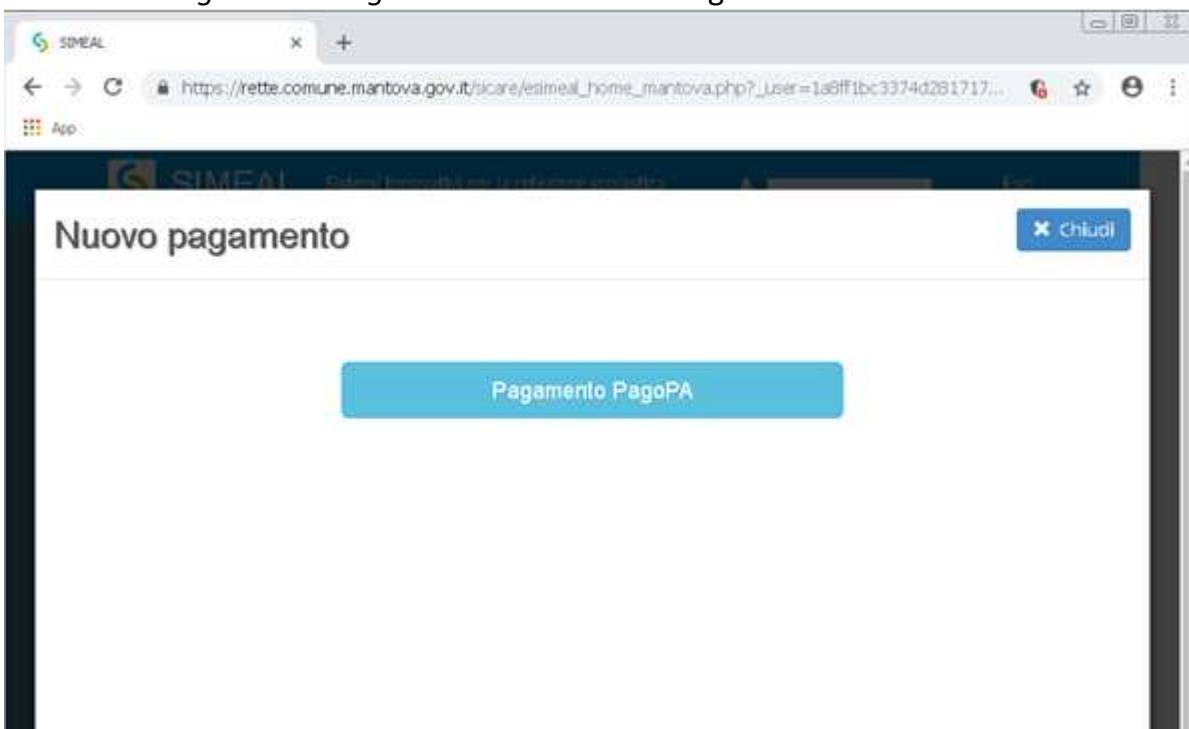 SIMEAL
https://rette.comune.mantova.gov.it/sicare/esimeal_home_mantova.php?_user=1a8ff1bc3374d281717...
App
SIMEAL
Nuovo pagamento
Chiudi
Pagamento PagoPA